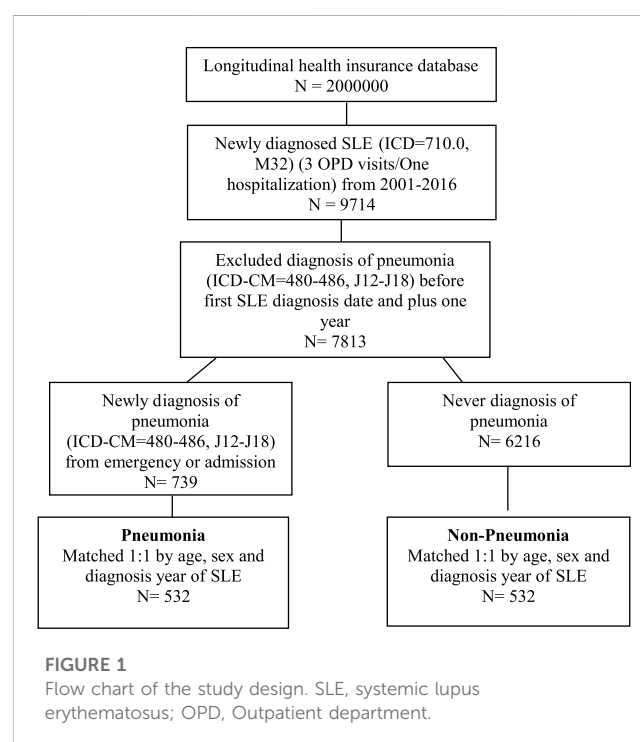 Longitudinal health insurance database
N = 2000000
Newly diagnosed SLE (ICD=710.0,
M32) (3 OPD visits/One
hospitalization) from 2001-2016
N = 9714
Excluded diagnosis of pneumonia
(ICD-CM=480-486, J12-J18) before
first SLE diagnosis date and plus one
year
N= 7813
Newly diagnosis of
pneumonia
(ICD-CM=480-486, J12-J18)
from emergency or admission
N= 739
Never diagnosis of
pneumonia
N= 6216
Pneumonia
Matched 1:1 by age, sex and
diagnosis year of SLE
N= 532
Non-Pneumonia
Matched 1:1 by age, sex and
diagnosis year of SLE
N= 532
FIGURE 1
Flow chart of the study design. SLE, systemic lupus
erythematosus; OPD, Outpatient department.